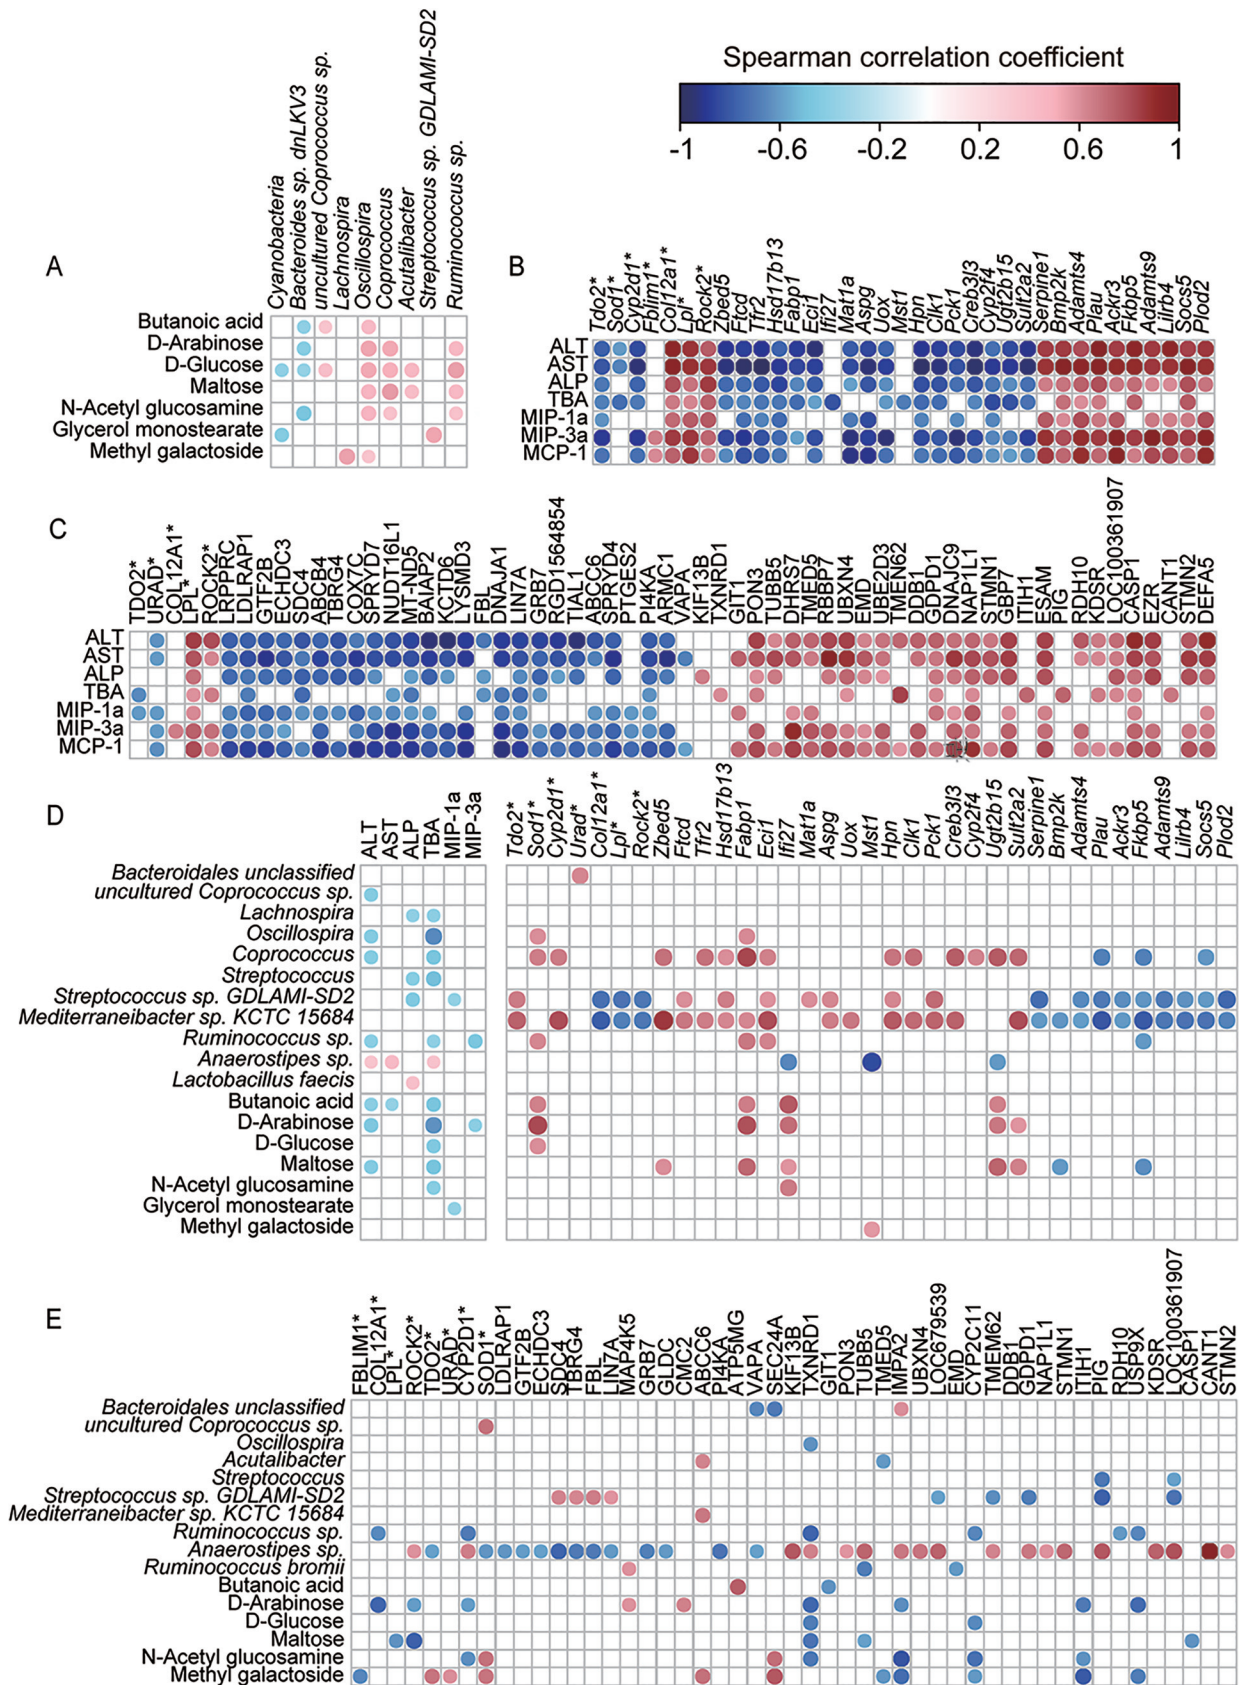 Spearman correlation coefficient
-1 -0.6 -0.2 0.2 0.6 1
A
Cyanobacteria
Bacteroides sp. dnLKV3
uncultured Coprococcus sp.
Lachnospira
Oscillospira
Coprococcus
Acutalibacter
Streptococcus sp. GDLAMI-SD2
Ruminococcus sp.
Butanoic acid
D-Arabinose
D-Glucose
Maltose
N-Acetyl glucosamine
Glycerol monostearate
Methyl galactoside
B
Tdo2*
Sod1*
Cyp2d1*
Fblim1*
Col12a1*
Lpl*
Rock2*
Zbed5
Ftcd
Tfr2
Hsd17b13
Fabp1
Eci1
Ifi27
Mat1a
Aspg
Uox
Mst1
Hpn
Clk1
Pck1
Creb3l3
Cyp2f4
Ugt2b15
Sult2a2
Serpine1
Bmp2k
Adamts4
Plau
Ackr3
Fkbp5
Adamts9
Lilrb4
Socs5
Plod2
ALT
AST
ALP
TBA
MIP-1a
MIP-3a
MCP-1
C
TDO2*
URAD*
COL12A1*
LPL*
ROCK2*
LRPPRC
LDLRAP1
GTF2B
ECHDC3
SDC4
ABCB4
TBRG4
COX7C
SPRYD7
NUDT16L1
MT-ND5
BAIAP2
KCTD6
LYSMD3
FBL
DNAJA1
LIN7A
GRB7
RGD1564854
TIAL1
ABCC6
SPRYD4
PTGES2
PI4KA
ARMC1
VAPA
KIF13B
TXNRD1
GIT1
PON3
TUBB5
DHRS7
TMED5
RBBP7
UBXN4
EMD
UBE2D3
TMEN62
DDB1
GDPD1
DNAJC9
NAP1L1
STMN1
GBP7
ITIH1
ESAM
PIG
RDH10
KDSR
LOC100361907
CASP1
EZR
CANT1
STMN2
DEFA5
ALT
AST
ALP
TBA
MIP-1a
MIP-3a
MCP-1
D
ALT
AST
ALP
TBA
MIP-1a
MIP-3a
Tdo2*
Sod1*
Cyp2d1*
Urad*
Col12a1*
Lpl*
Rock2*
Zbed5
Ftcd
Tfr2
Hsd17b13
Fabp1
Eci1
Ifi27
Mat1a
Aspg
Uox
Mst1
Hpn
Clk1
Pck1
Creb3l3
Cyp2f4
Ugt2b15
Sult2a2
Serpine1
Bmp2k
Adamts4
Plau
Ackr3
Fkbp5
Adamts9
Lilrb4
Socs5
Plod2
Bacteroidales unclassified
uncultured Coprococcus sp.
Lachnospira
Oscillospira
Coprococcus
Streptococcus
Streptococcus sp. GDLAMI-SD2
Mediterraneibacter sp. KCTC 15684
Ruminococcus sp.
Anaerostipes sp.
Lactobacillus faecis
Butanoic acid
D-Arabinose
D-Glucose
Maltose
N-Acetyl glucosamine
Glycerol monostearate
Methyl galactoside
E
FBLIM1*
COL12A1*
LPL*
ROCK2*
TDO2*
URAD*
CYP2D1*
SOD1*
LDLRAP1
GTF2B
ECHDC3
SDC4
TBRG4
FBL
LIN7A
MAP4K5
GRB7
GLDC
CMC2
ABCC6
PI4KA
ATP5MG
VAPA
SEC24A
KIF13B
TXNRD1
GIT1
PON3
TUBB5
TMED5
IMPA2
UBXN4
LOC679539
EMD
CYP2C11
TMEM62
DDB1
GDPD1
NAP1L1
STMN1
ITIH1
PIG
RDH10
USP9X
KDSR
LOC100361907
CASP1
CANT1
STMN2
Bacteroidales unclassified
uncultured Coprococcus sp.
Oscillospira
Acutalibacter
Streptococcus
Streptococcus sp. GDLAMI-SD2
Mediterraneibacter sp. KCTC 15684
Ruminococcus sp.
Anaerostipes sp.
Ruminococcus bromii
Butanoic acid
D-Arabinose
D-Glucose
Maltose
N-Acetyl glucosamine
Methyl galactoside